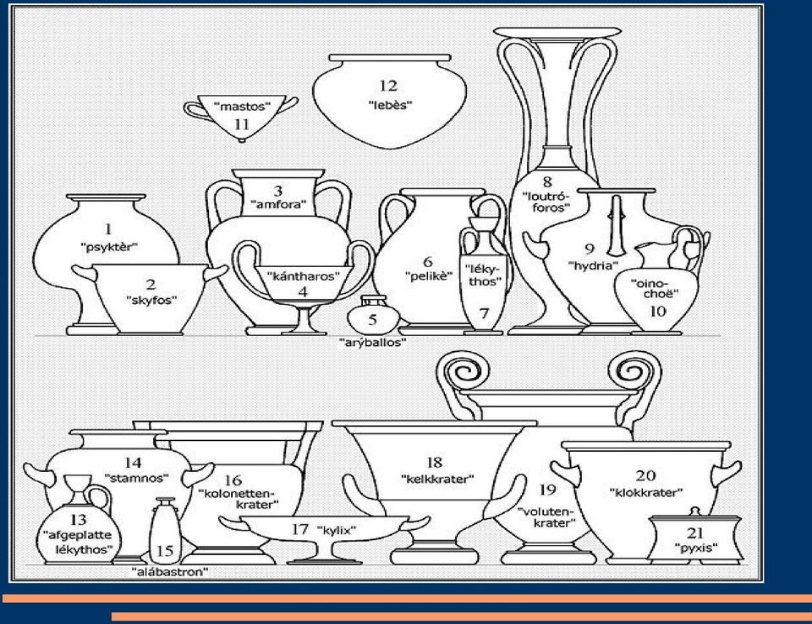 "mastos"
11
12
"lebès"
1
"psyktèr"
2
"skyfos"
3
"amfora"
"kántharos"
4
5
"arýballos"
6
"pelikè"
"léky-
thos"
7
8
"loutró-
foros"
9
"hydria"
"oino-
choë"
10
13
"afgeplatte
lékythos"
14
"stamnos"
15
"alábastron"
16
"kolonetten-
krater"
17 "kylix"
18
"kelkkrater"
19
"voluten-
krater"
20
"klokkrater"
21
"pyxis"